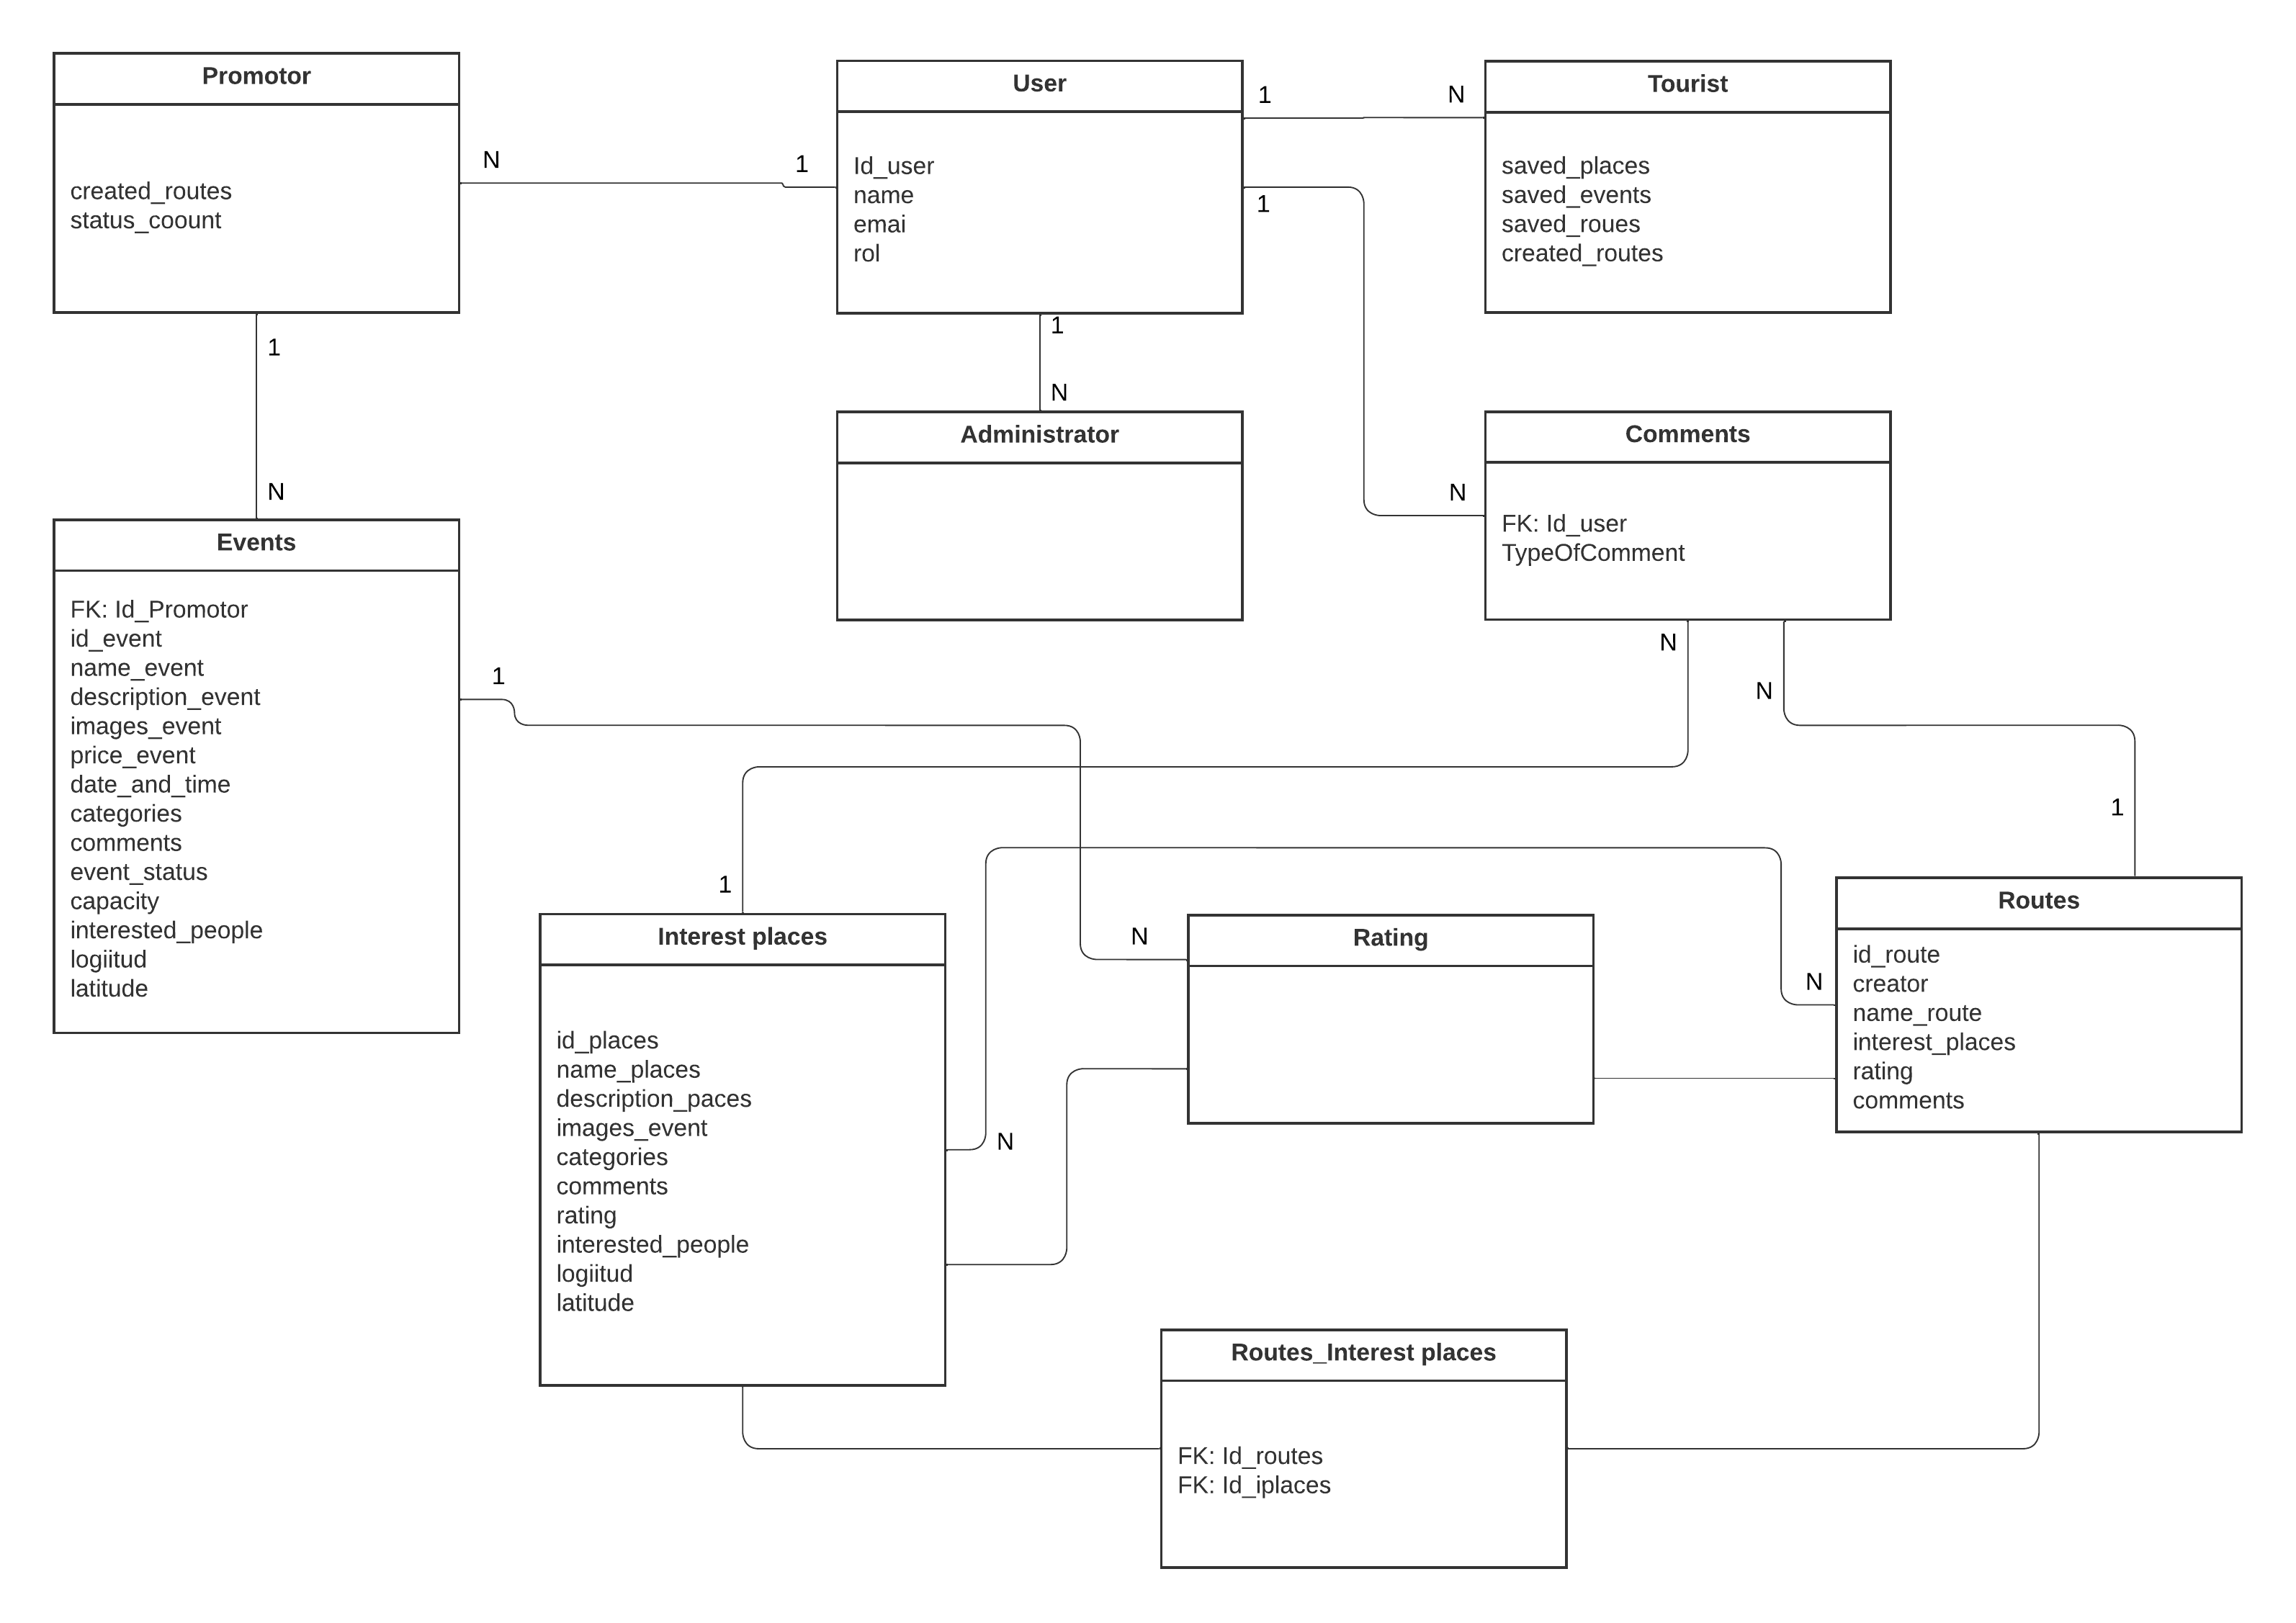 Promotor
created_routes
status_coount
N
1
User
Id_user
name
emai
rol
1
N
1
Tourist
saved_places
saved_events
saved_roues
created_routes
1
N
1
N
Administrator
N
Comments
FK: Id_user
TypeOfComment
Events
FK: Id_Promotor
id_event
name_event
description_event
images_event
price_event
date_and_time
categories
comments
event_status
capacity
interested_people
logiitud
latitude
1
N
N
1
1
Interest places
id_places
name_places
description_paces
images_event
categories
comments
rating
interested_people
logiitud
latitude
N
N
Rating
N
Routes
id_route
creator
name_route
interest_places
rating
comments
Routes_Interest places
FK: Id_routes
FK: Id_iplaces